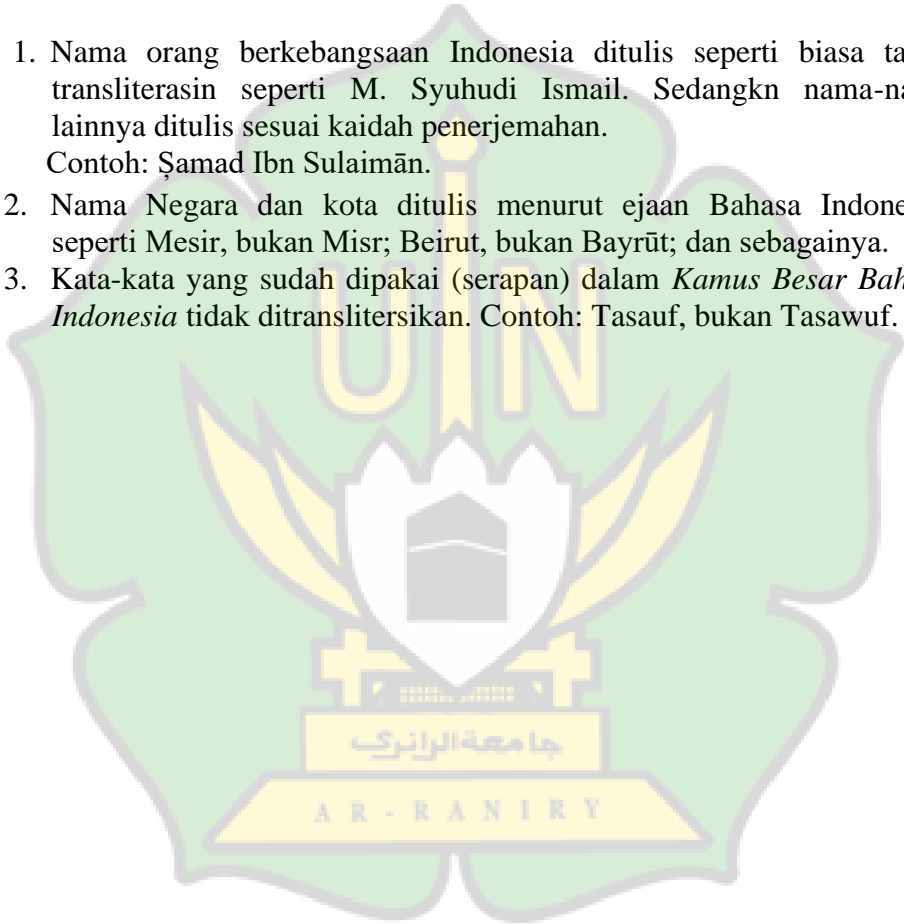 1. Nama orang berkebangsaan Indonesia ditulis seperti biasa ta
transliterasin seperti M. Syuhudi Ismail. Sedangkn nama-na
lainnya ditulis sesuai kaidah penerjemahan.
Contoh: Ṣamad Ibn Sulaimān.
2. Nama Negara dan kota ditulis menurut ejaan Bahasa Indone
seperti Mesir, bukan Misr; Beirut, bukan Bayrūt; dan sebagainya.
3. Kata-kata yang sudah dipakai (serapan) dalam Kamus Besar Bah
Indonesia tidak ditranslitersikan. Contoh: Tasauf, bukan Tasawuf.
UIN
جامعة الرانري
AR-RANIRY